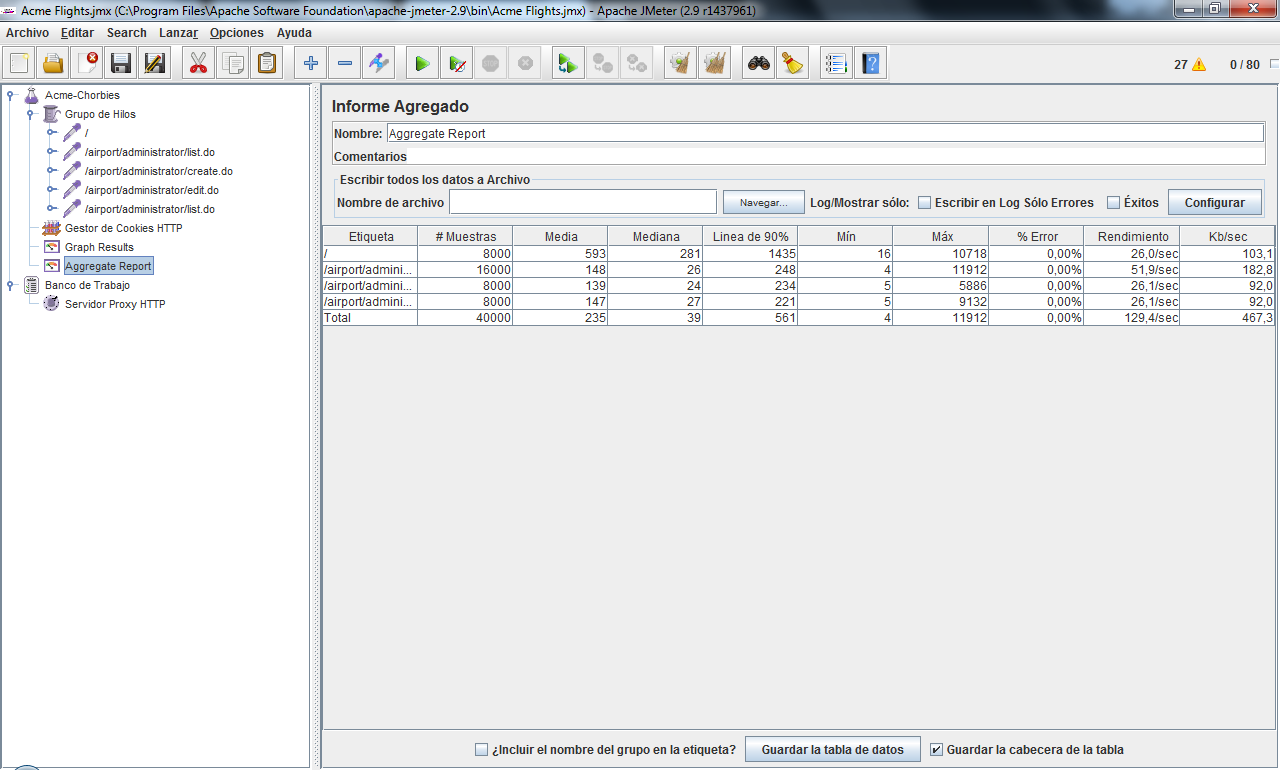 Acme Flights.jmx (C:\Program Files\Apache Software Foundation\apache-jmeter-2.9\bin\Acme Flights.jmx) - Apache JMeter (2.9 r1437961)
Archivo Editar Search Lanzar Opciones Ayuda
27 0 / 80
Acme-Chorbies
Grupo de Hilos
/
/airport/administrator/list.do
/airport/administrator/create.do
/airport/administrator/edit.do
/airport/administrator/list.do
Gestor de Cookies HTTP
Graph Results
Aggregate Report
Banco de Trabajo
Servidor Proxy HTTP
Informe Agregado
Nombre: Aggregate Report
Comentarios
Escribir todos los datos a Archivo
Nombre de archivo Navegar... Log/Mostrar sólo: Escribir en Log Sólo Errores Éxitos Configurar
Etiqueta # Muestras Media Mediana Linea de 90% Mín Máx % Error Rendimiento Kb/sec
/ 8000 593 281 1435 16 10718 0,00% 26,0/sec 103,1
/airport/admini... 16000 148 26 248 4 11912 0,00% 51,9/sec 182,8
/airport/admini... 8000 139 24 234 5 5886 0,00% 26,1/sec 92,0
/airport/admini... 8000 147 27 221 5 9132 0,00% 26,1/sec 92,0
Total 40000 235 39 561 4 11912 0,00% 129,4/sec 467,3
¿Incluir el nombre del grupo en la etiqueta? Guardar la tabla de datos Guardar la cabecera de la tabla